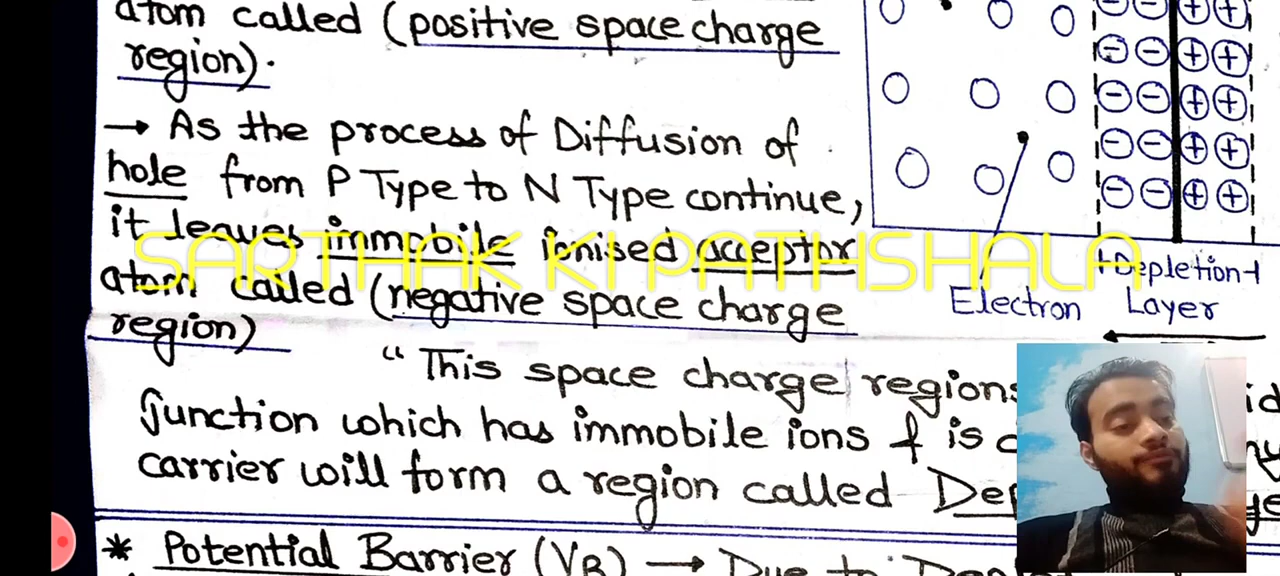 atom called (positive space charge
region).
→ As the process of Diffusion of
hole from P Type to N Type continue,
it leaves immobile ionised acceptor
atom called (negative space charge
region)
"This space charge regions
Junction which has immobile ions & is
carrier will form a region called
* Potential Barrier (VB) → Due to
Electron
Depletion
Layer
SARTHAK KI PATHSHALA